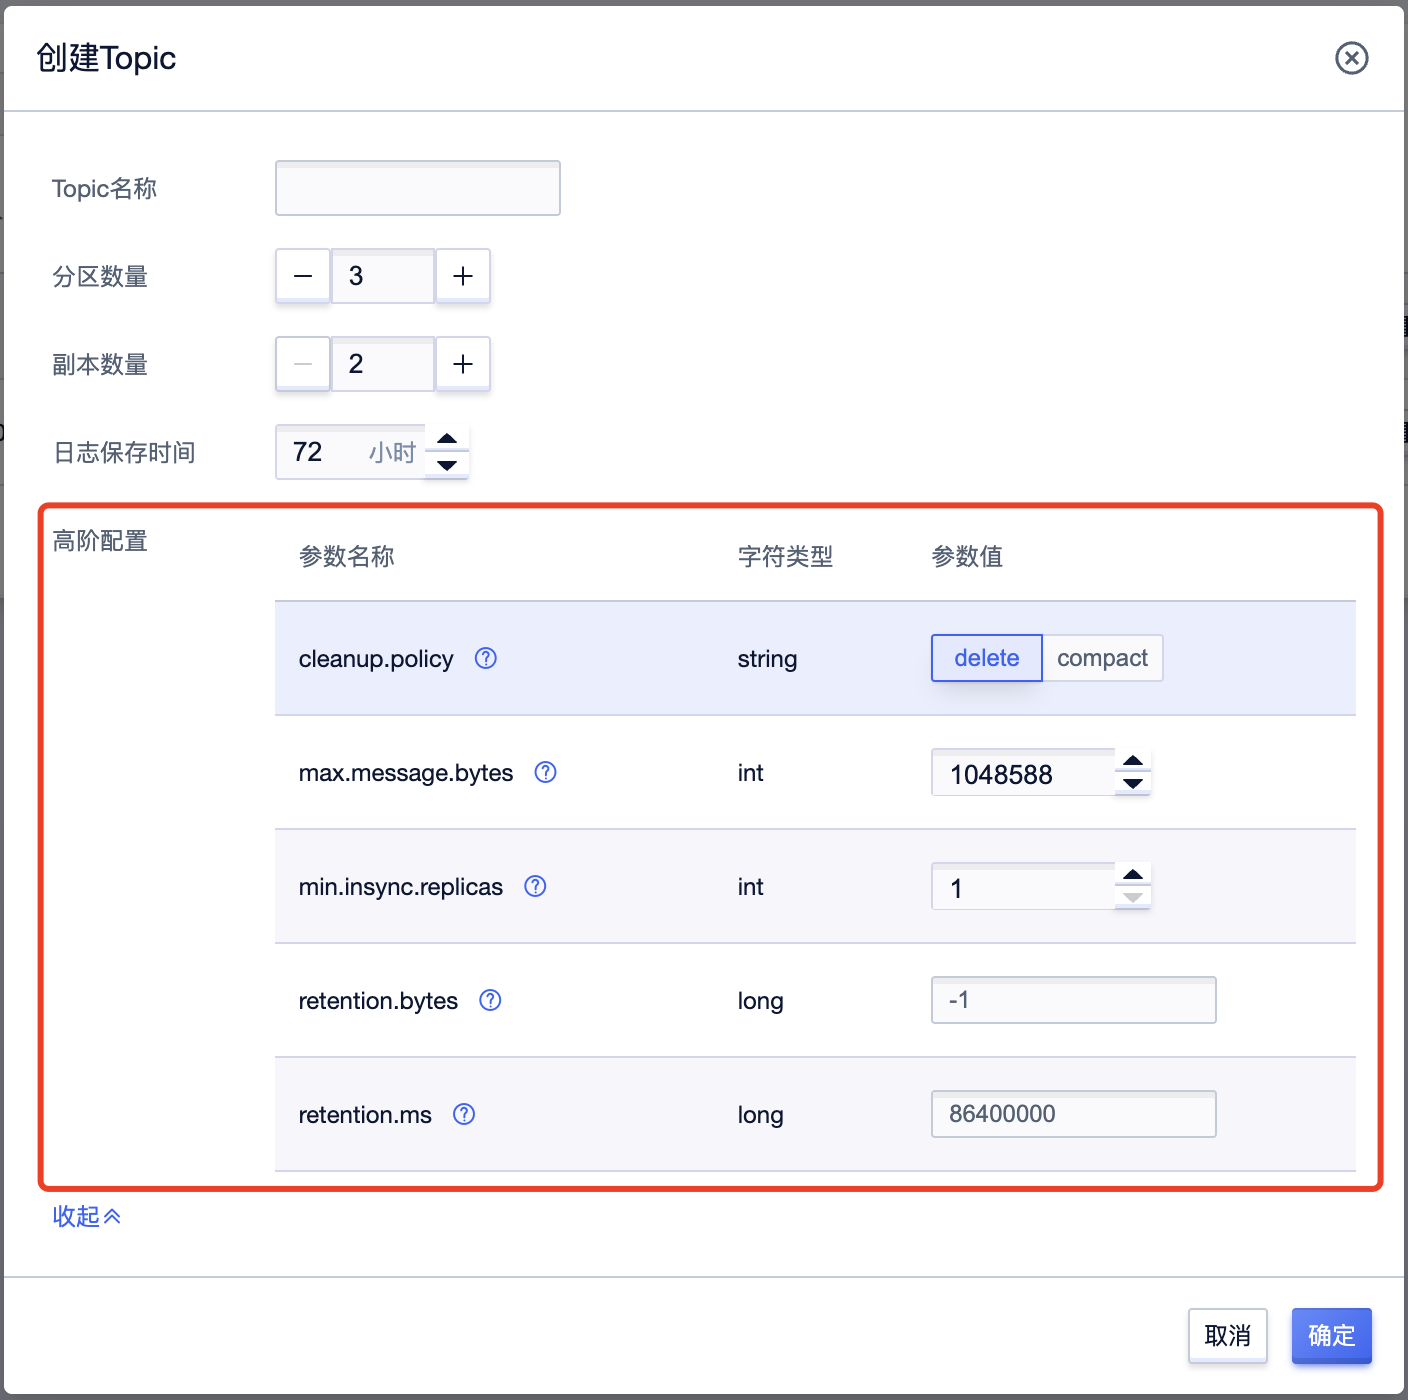 创建Topic
Topic名称
分区数量
3
副本数量
2
日志保存时间
72 小时
高阶配置
参数名称 字符类型 参数值
cleanup.policy string delete compact
max.message.bytes int 1048588
min.insync.replicas int 1
retention.bytes long -1
retention.ms long 86400000
收起
取消 确定